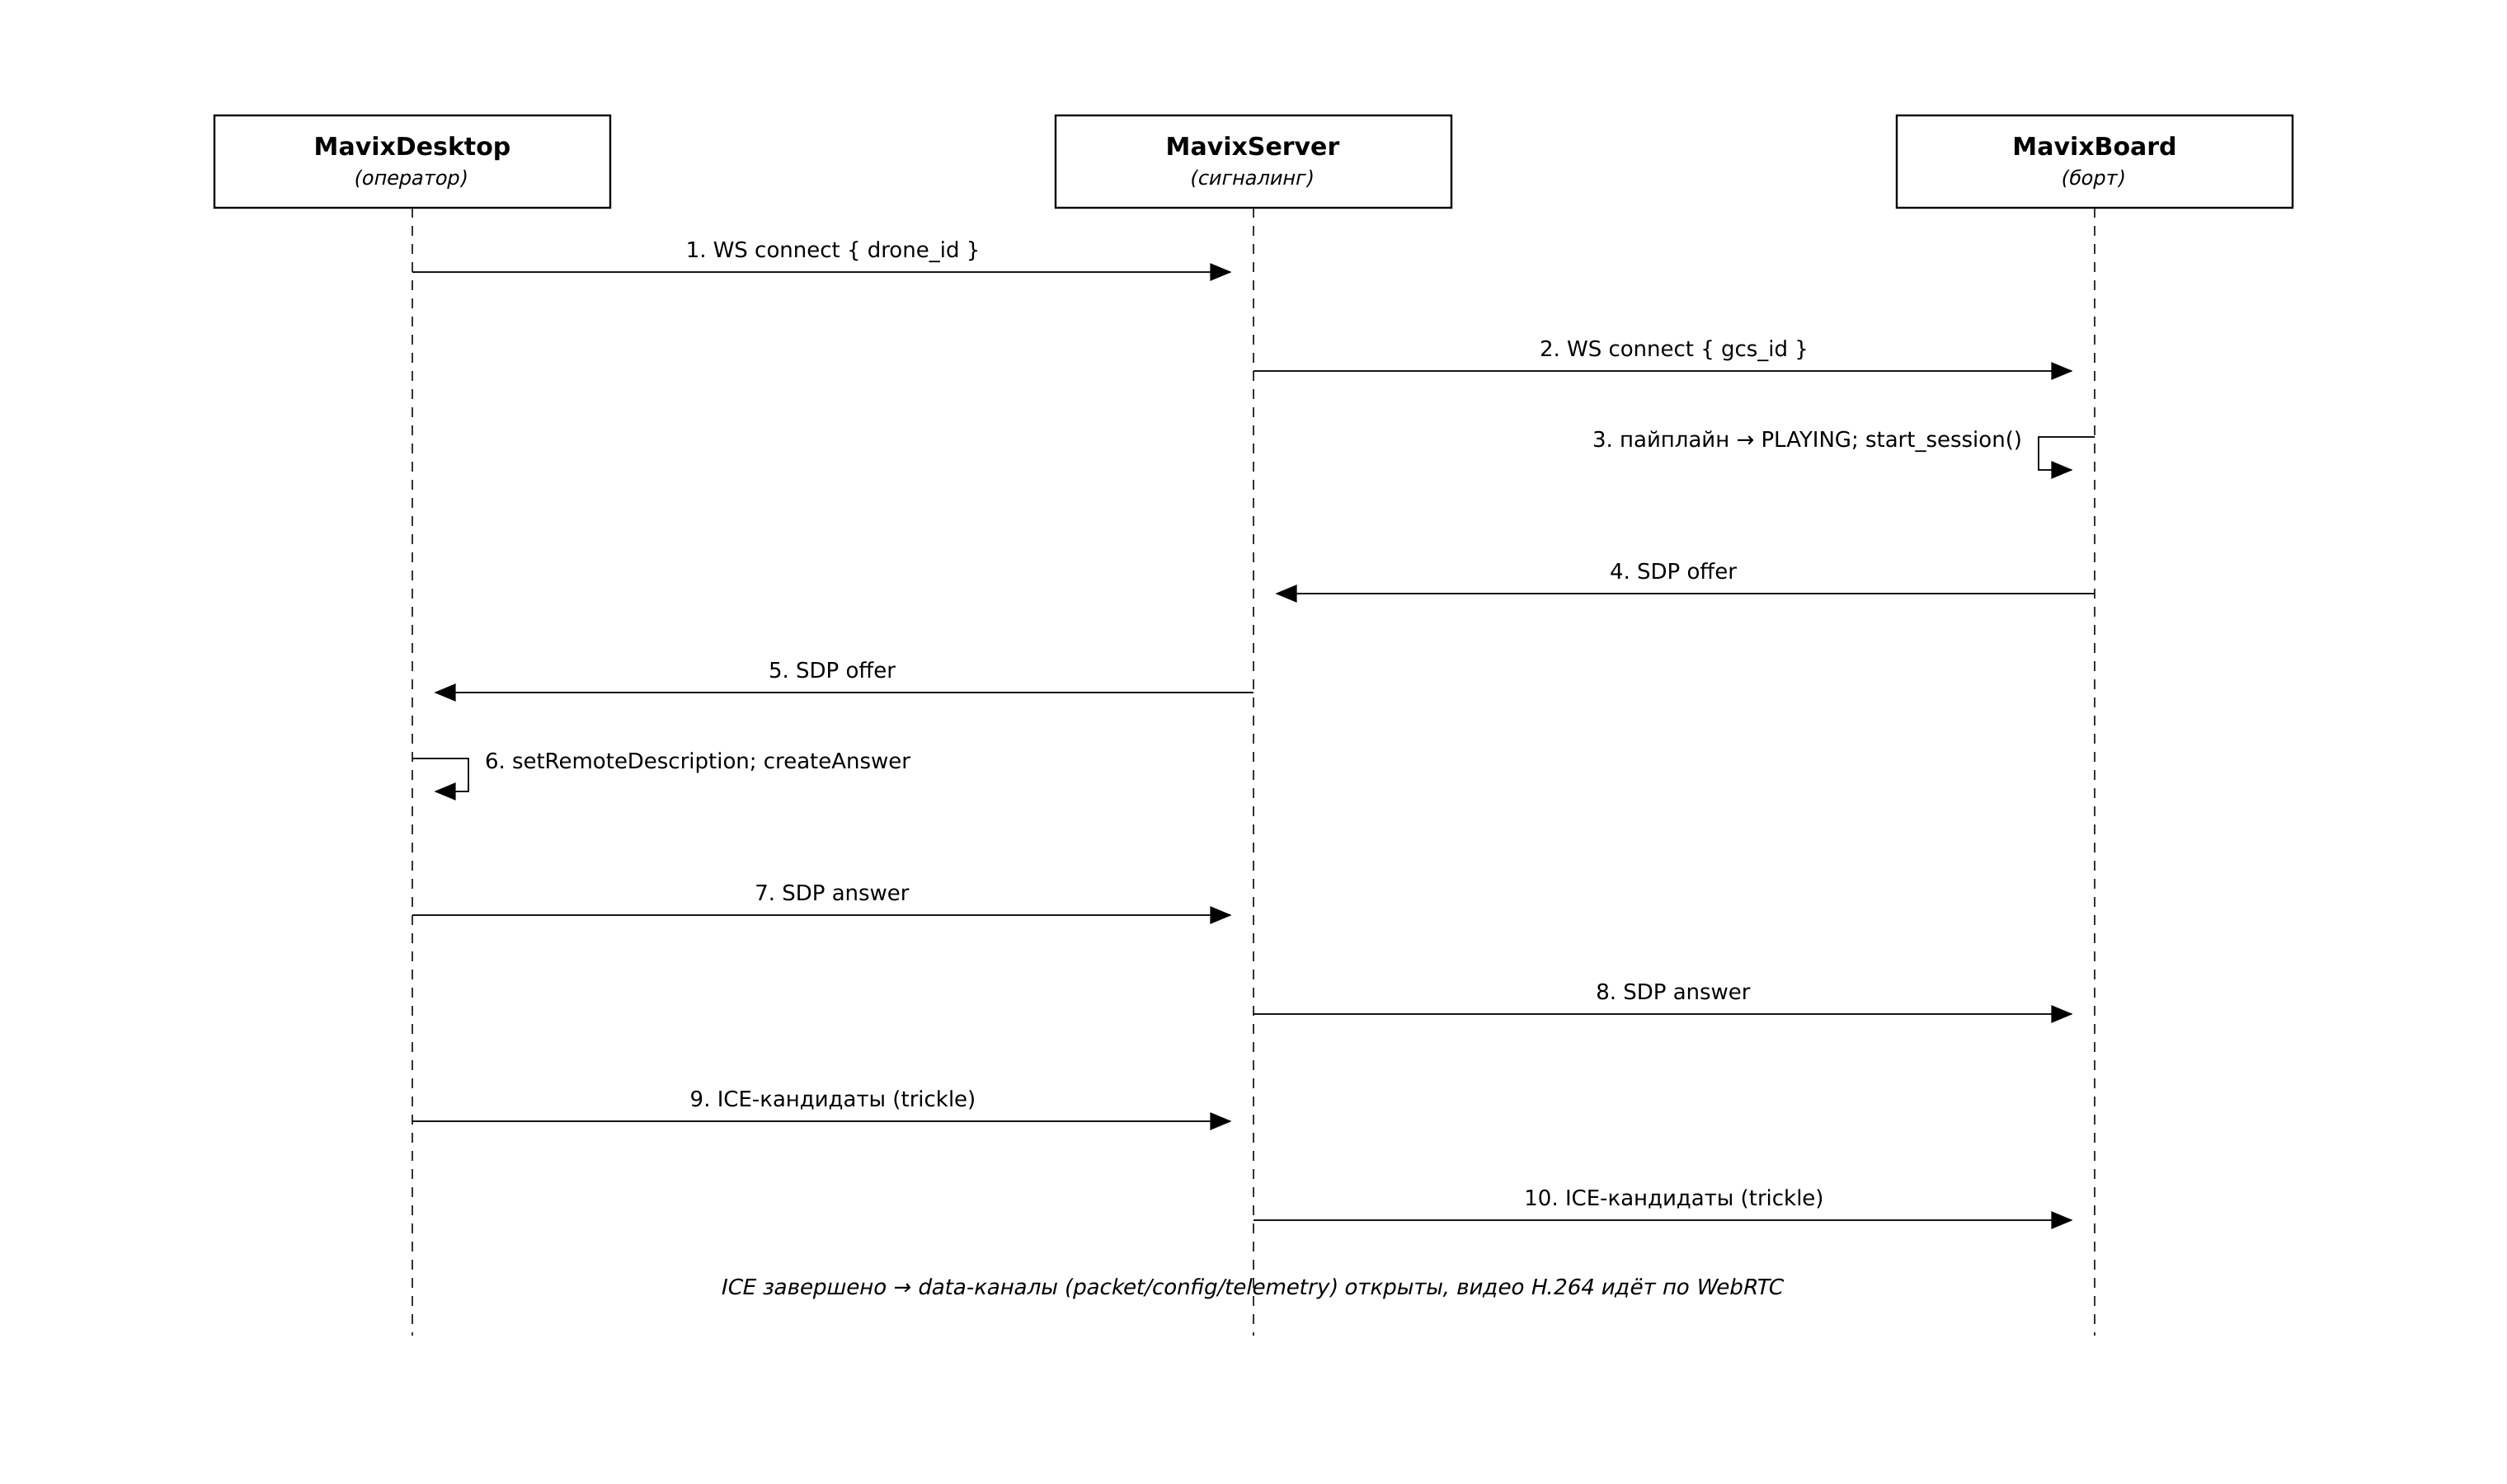 MavixDesktop
(оператор)
MavixServer
(сигналинг)
MavixBoard
(борт)
1. WS connect { drone_id }
2. WS connect { gcs_id }
3. пайплайн → PLAYING; start_session()
4. SDP offer
5. SDP offer
6. setRemoteDescription; createAnswer
7. SDP answer
8. SDP answer
9. ICE-кандидаты (trickle)
10. ICE-кандидаты (trickle)
ICE завершено → data-каналы (packet/config/telemetry) открыты, видео H.264 идёт по WebRTC